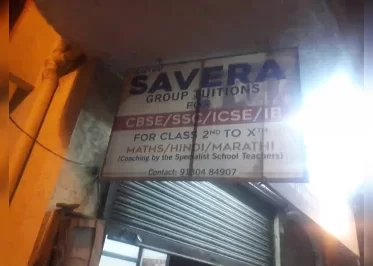 SAVERA
GROUP TUITIONS
FOR
CBSE/SSC/ICSE/IB
FOR CLASS 2ND TO XTH
MATHS/HINDI/MARATHI
(Coaching by the Specialist School Teachers)
Contact: 91304 84907